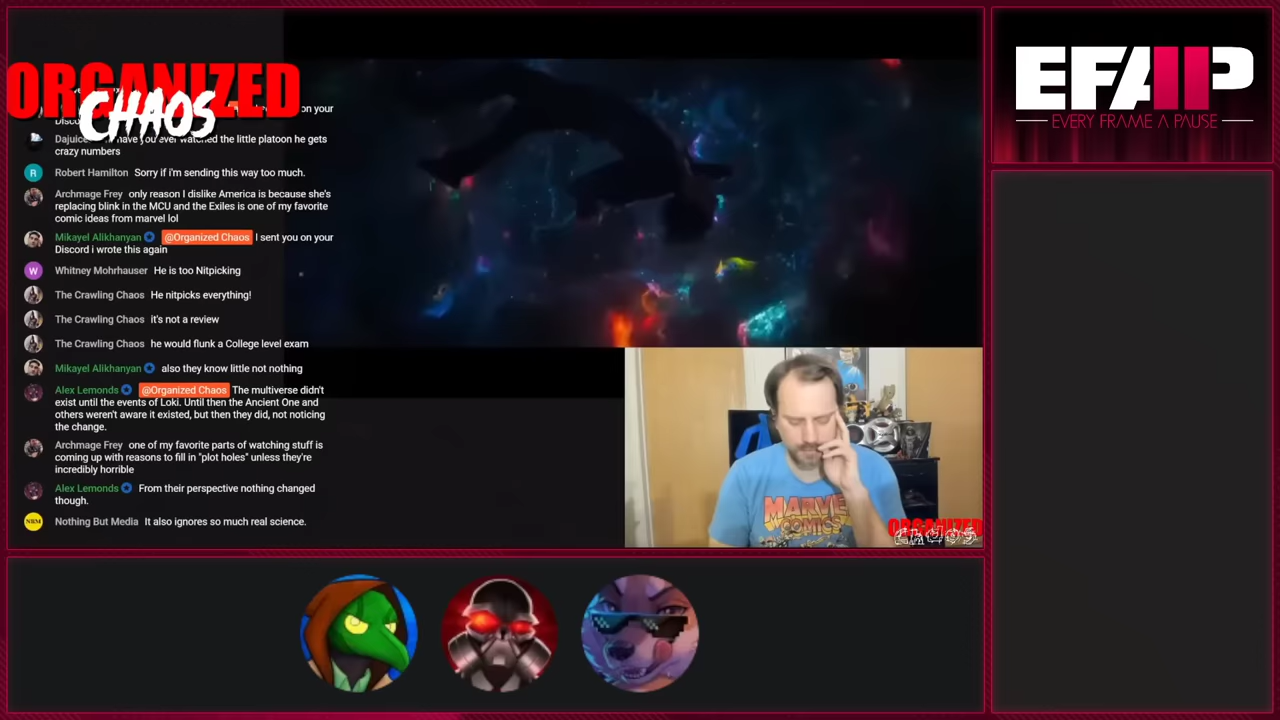 ORGANIZED
CHAOS
on your
Disco
Dajuice have you ever watched the little platoon he gets
crazy numbers
R Robert Hamilton Sorry if i'm sending this way too much.
Archmage Frey only reason I dislike America is because she's
replacing blink in the MCU and the Exiles is one of my favorite
comic ideas from marvel lol
Mikayel Alikhanyan @Organized Chaos I sent you on your
Discord i wrote this again
W Whitney Mohrhauser He is too Nitpicking
The Crawling Chaos He nitpicks everything!
The Crawling Chaos it's not a review
The Crawling Chaos he would flunk a College level exam
Mikayel Alikhanyan also they know little not nothing
Alex Lemonds @Organized Chaos The multiverse didn't
exist until the events of Loki. Until then the Ancient One and
others weren't aware it existed, but then they did, not noticing
the change.
Archmage Frey one of my favorite parts of watching stuff is
coming up with reasons to fill in "plot holes" unless they're
incredibly horrible
Alex Lemonds From their perspective nothing changed
though.
NBM Nothing But Media It also ignores so much real science.
MARVEL
COMICS
ORGANIZED
CHAOS
EFAP
EVERY FRAME A PAUSE